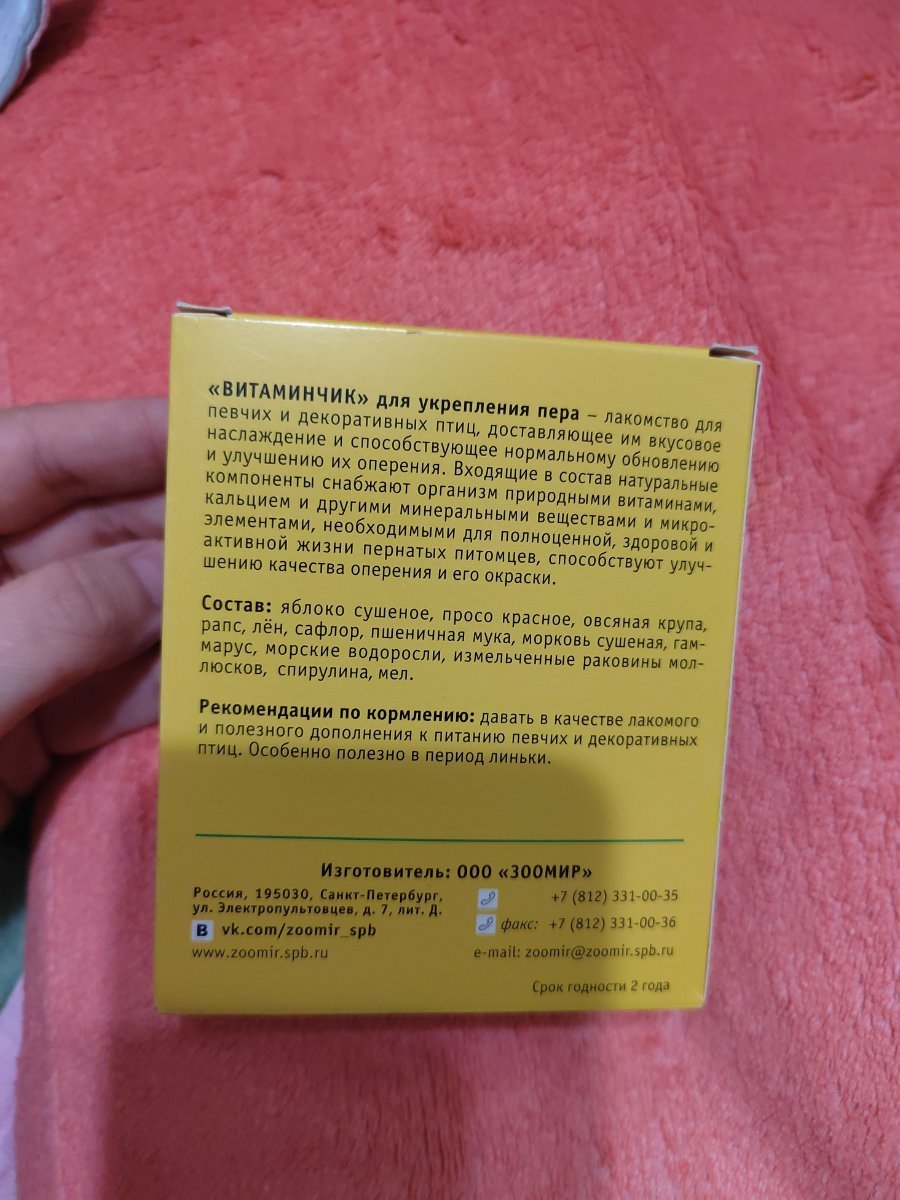 «ВИТАМИНЧИК» для укрепления пера – лакомство для
певчих и декоративных птиц, доставляющее им вкусовое
наслаждение и способствующее нормальному обновлению
и улучшению их оперения. Входящие в состав натуральные
компоненты снабжают организм природными витаминами,
кальцием и другими минеральными веществами и микро-
элементами, необходимыми для полноценной, здоровой и
активной жизни пернатых питомцев, способствуют улуч-
шению качества оперения и его окраски.
Состав: яблоко сушеное, просо красное, овсяная крупа,
рапс, лён, сафлор, пшеничная мука, морковь сушеная, гам-
марус, морские водоросли, измельченные раковины мол-
люсков, спирулина, мел.
Рекомендации по кормлению: давать в качестве лакомого
и полезного дополнения к питанию певчих и декоративных
птиц. Особенно полезно в период линьки.
Изготовитель: ООО «ЗООМИР»
Россия, 195030, Санкт-Петербург,
ул. Электропультовцев, д. 7, лит. Д.
В vk.com/zoomir_spb
www.zoomir.spb.ru
+7 (812) 331-00-35
факс: +7 (812) 331-00-36
e-mail: zoomir@zoomir.spb.ru
Срок годности 2 года